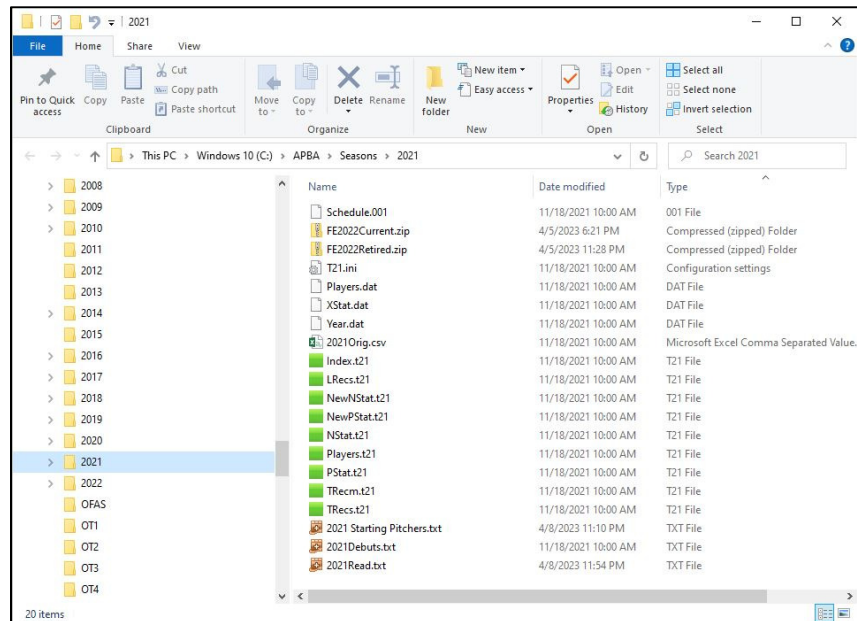 2021
File Home Share View
Pin to Quick access
Copy
Paste
Cut
Copy path
Paste shortcut
Clipboard
Move to
Copy to
Delete
Rename
Organize
New folder
New item
Easy access
New
Properties
Open
Edit
History
Open
Select all
Select none
Invert selection
Select
This PC > Windows 10 (C:) > APBA > Seasons > 2021
Search 2021
2008
2009
2010
2011
2012
2013
2014
2015
2016
2017
2018
2019
2020
2021
2022
OFAS
OT1
OT2
OT3
OT4
Name Date modified Type
Schedule.001 11/18/2021 10:00 AM 001 File
FE2022Current.zip 4/5/2023 6:21 PM Compressed (zipped) Folder
FE2022Retired.zip 4/5/2023 11:28 PM Compressed (zipped) Folder
T21.ini 11/18/2021 10:00 AM Configuration settings
Players.dat 11/18/2021 10:00 AM DAT File
XStat.dat 11/18/2021 10:00 AM DAT File
Year.dat 11/18/2021 10:00 AM DAT File
2021Orig.csv 11/18/2021 10:00 AM Microsoft Excel Comma Separated Value.
Index.t21 11/18/2021 10:00 AM T21 File
LRecs.t21 11/18/2021 10:00 AM T21 File
NewNStat.t21 11/18/2021 10:00 AM T21 File
NewPStat.t21 11/18/2021 10:00 AM T21 File
NStat.t21 11/18/2021 10:00 AM T21 File
Players.t21 11/18/2021 10:00 AM T21 File
PStat.t21 11/18/2021 10:00 AM T21 File
TRecm.t21 11/18/2021 10:00 AM T21 File
TRecs.t21 11/18/2021 10:00 AM T21 File
2021 Starting Pitchers.txt 4/8/2023 11:10 PM TXT File
2021Debuts.txt 11/18/2021 10:00 AM TXT File
2021Read.txt 4/8/2023 11:54 PM TXT File
20 items